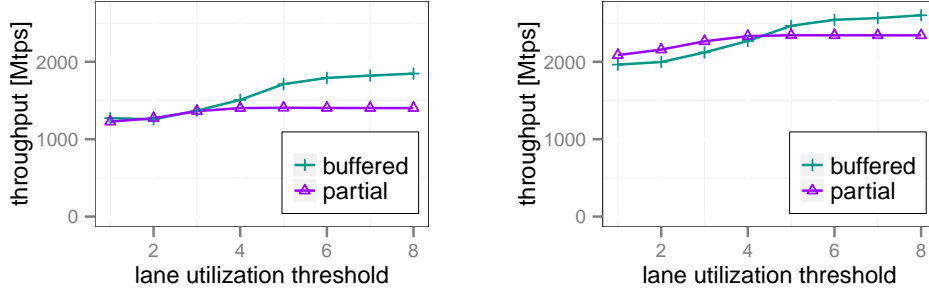 throughput [Mtps]
2000
1000
0
buffered
partial
2 4 6 8
lane utilization threshold
throughput [Mtps]
2000
1000
0
buffered
partial
2 4 6 8
lane utilization threshold